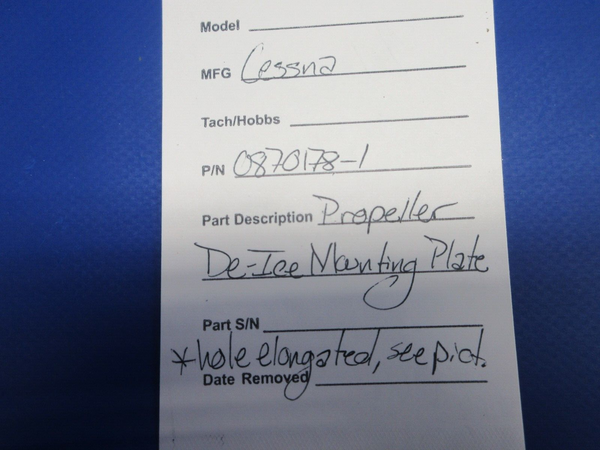 Model
MFG Cessna
Tach/Hobbs
P/N 0870178-1
Part Description Propeller
De-Ice Mounting Plate
Part S/N
*hole elongated, see pict.
Date Removed